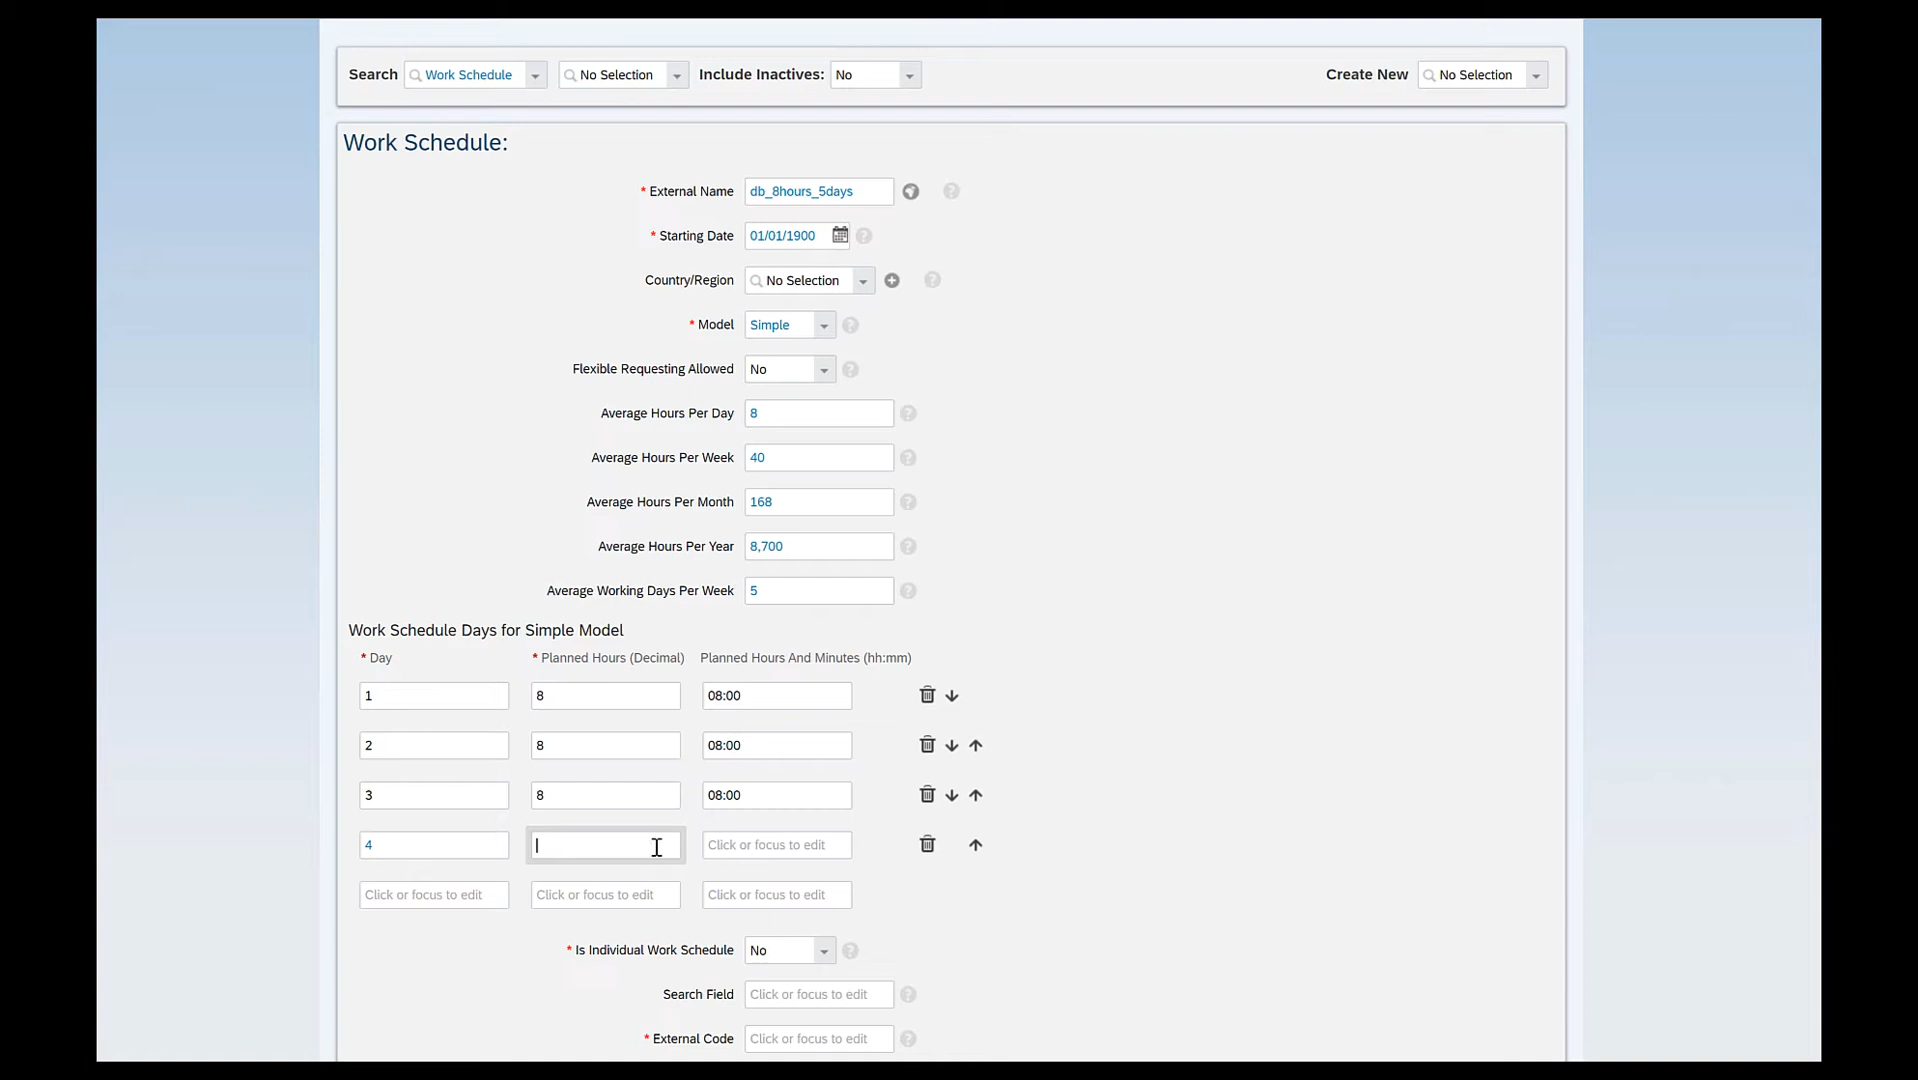 Search Work Schedule No Selection Include Inactives: No Create New No Selection
Work Schedule:
* External Name db_8hours_5days ?
* Starting Date 01/01/1900 ?
Country/Region No Selection ?
* Model Simple ?
Flexible Requesting Allowed No ?
Average Hours Per Day 8 ?
Average Hours Per Week 40 ?
Average Hours Per Month 168 ?
Average Hours Per Year 8,700 ?
Average Working Days Per Week 5 ?
Work Schedule Days for Simple Model
* Day * Planned Hours (Decimal) Planned Hours And Minutes (hh:mm)
1 8 08:00
2 8 08:00
3 8 08:00
4 Click or focus to edit
Click or focus to edit Click or focus to edit Click or focus to edit
* Is Individual Work Schedule No ?
Search Field Click or focus to edit ?
* External Code Click or focus to edit ?